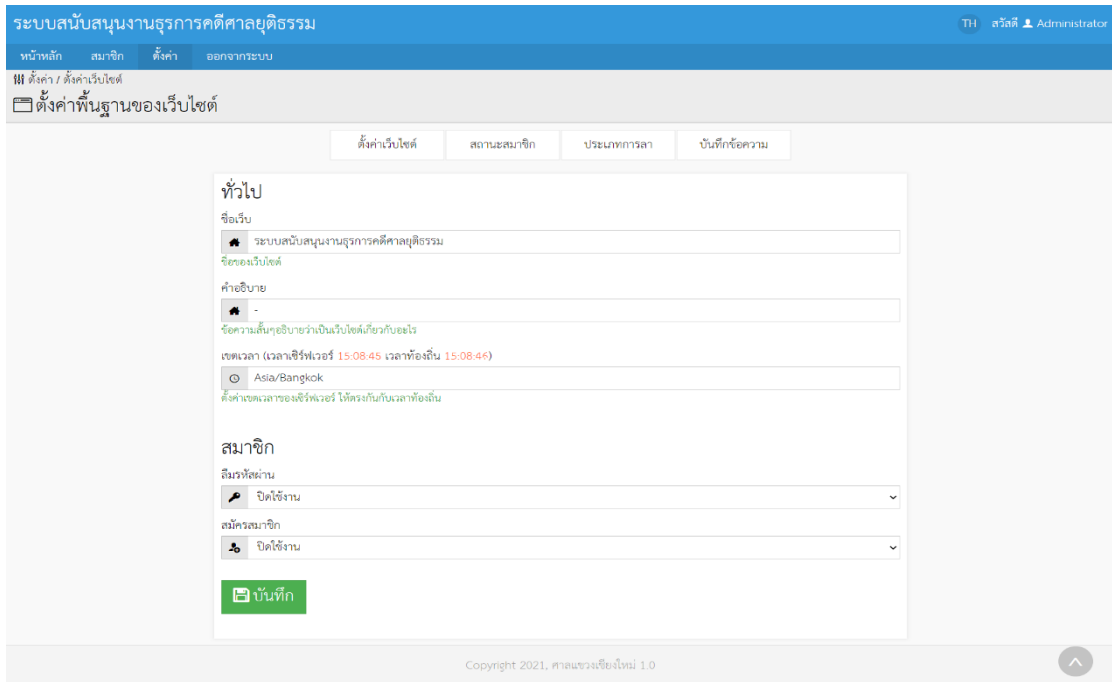 ระบบสนับสนุนงานธุรการคดีศาลยุติธรรม
TH สวัสดี Administrator
หน้าหลัก สมาชิก ตั้งค่า ออกจากระบบ
ตั้งค่า / ตั้งค่าเว็บไซต์
ตั้งค่าพื้นฐานของเว็บไซต์
ตั้งค่าเว็บไซต์ สถานะสมาชิก ประเภทการลา บันทึกข้อความ
ทั่วไป
ชื่อเว็บ
ระบบสนับสนุนงานธุรการคดีศาลยุติธรรม
ชื่อของเว็บไซต์
คำอธิบาย
-
ข้อความสั้นๆอธิบายว่าเป็นเว็บไซต์เกี่ยวกับอะไร
เขตเวลา (เวลาเซิร์ฟเวอร์ 15:08:45 เวลาท้องถิ่น 15:08:46)
Asia/Bangkok
ตั้งค่าเขตเวลาของเซิร์ฟเวอร์ ให้ตรงกันกับเวลาท้องถิ่น
สมาชิก
ลืมรหัสผ่าน
ปิดใช้งาน
สมัครสมาชิก
ปิดใช้งาน
บันทึก
Copyright 2021, ศาลแขวงเชียงใหม่ 1.0